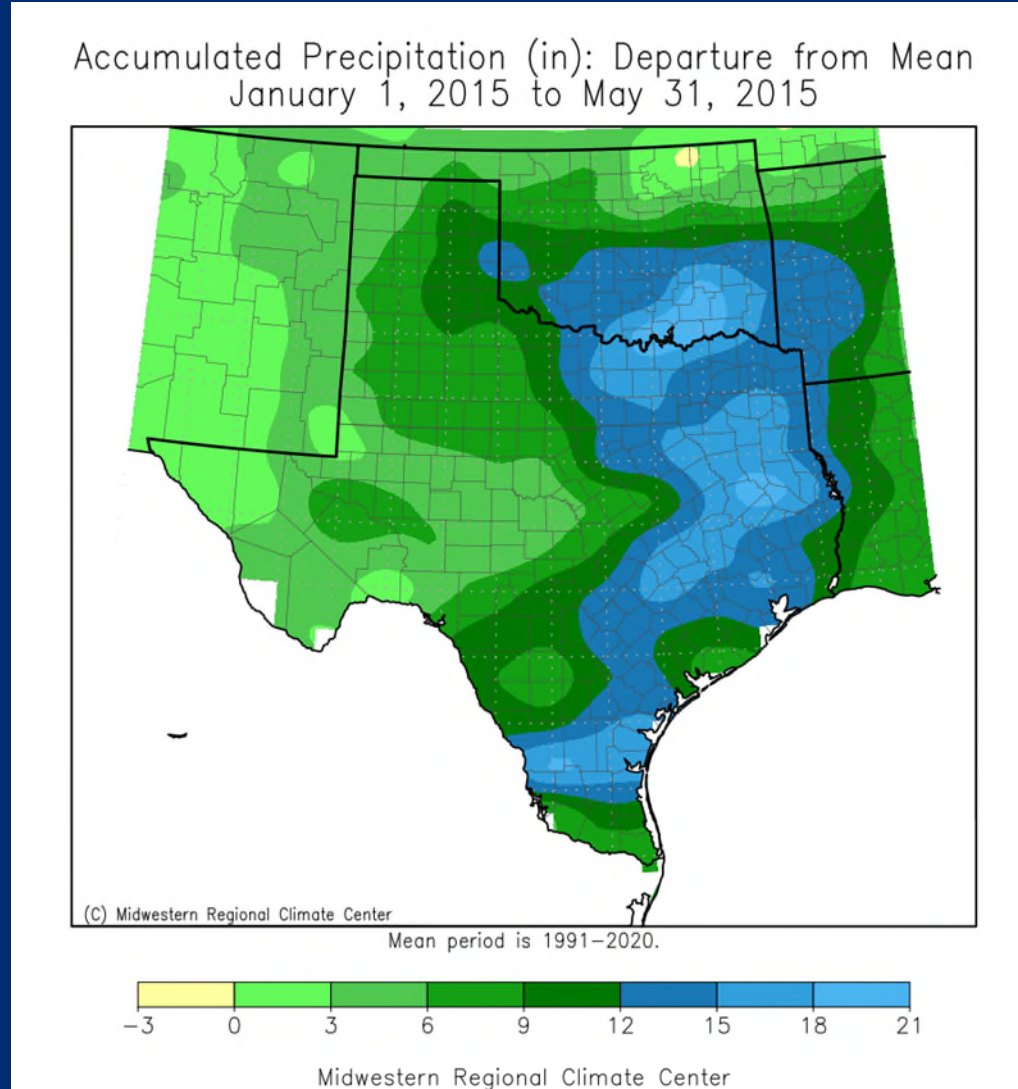 Accumulated Precipitation (in): Departure from Mean
January 1, 2015 to May 31, 2015
(C) Midwestern Regional Climate Center
Mean period is 1991-2020.
-3 0 3 6 9 12 15 18 21
Midwestern Regional Climate Center